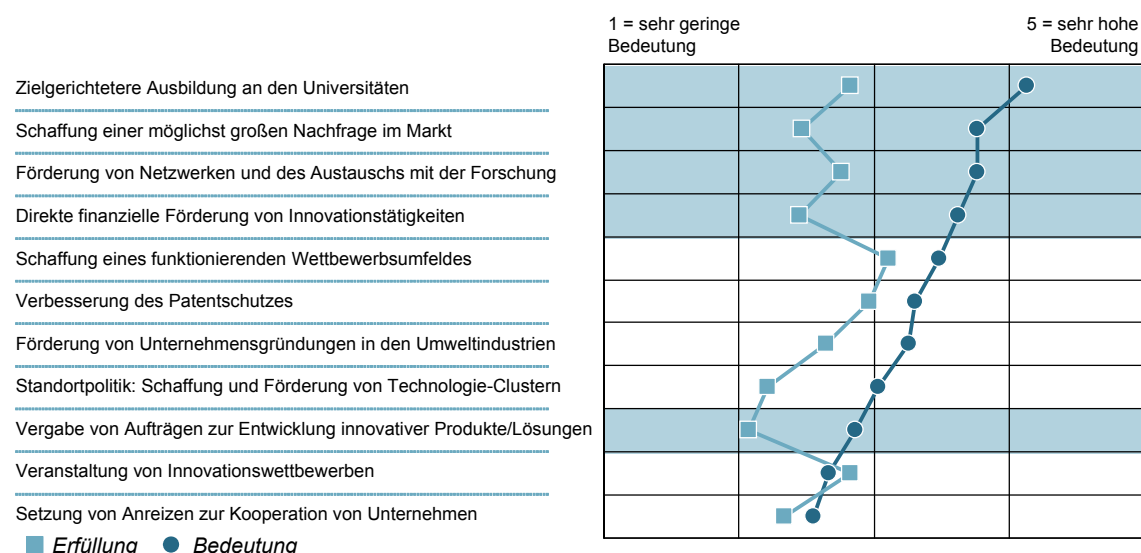 1 = sehr geringe
Bedeutung
5 = sehr hohe
Bedeutung
Zielgerichtetere Ausbildung an den Universitäten
Schaffung einer möglichst großen Nachfrage im Markt
Förderung von Netzwerken und des Austauschs mit der Forschung
Direkte finanzielle Förderung von Innovationstätigkeiten
Schaffung eines funktionierenden Wettbewerbsumfeldes
Verbesserung des Patentschutzes
Förderung von Unternehmensgründungen in den Umweltindustrien
Standortpolitik: Schaffung und Förderung von Technologie-Clustern
Vergabe von Aufträgen zur Entwicklung innovativer Produkte/Lösungen
Veranstaltung von Innovationswettbewerben
Setzung von Anreizen zur Kooperation von Unternehmen
Erfüllung Bedeutung